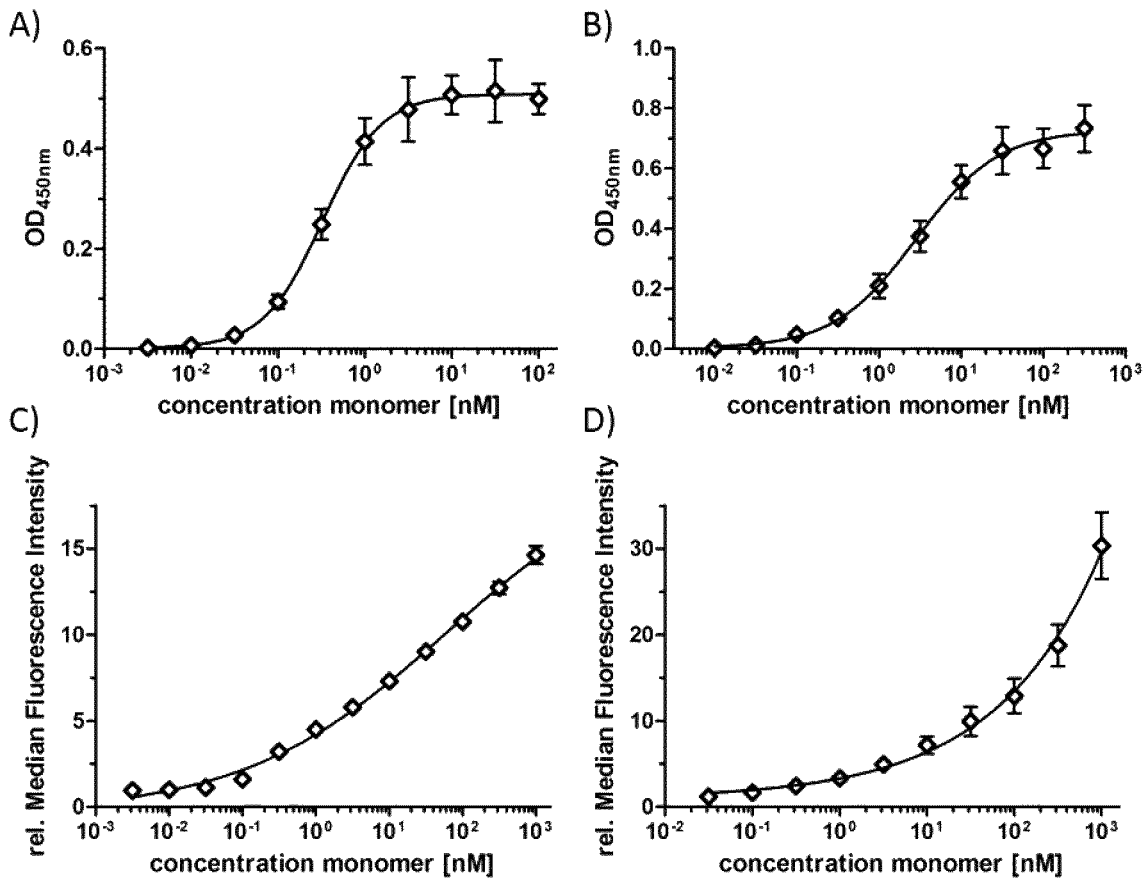 A)
0.6
0.4
0.2
0.0
OD450nm
10-3 10-2 10-1 100 101 102
concentration monomer [nM]
B)
1.0
0.8
0.6
0.4
0.2
0.0
OD450nm
10-2 10-1 100 101 102 103
concentration monomer [nM]
C)
15
10
5
0
rel. Median Fluorescence Intensity
10-3 10-2 10-1 100 101 102 103
concentration monomer [nM]
D)
30
20
10
0
rel. Median Fluorescence Intensity
10-2 10-1 100 101 102 103
concentration monomer [nM]